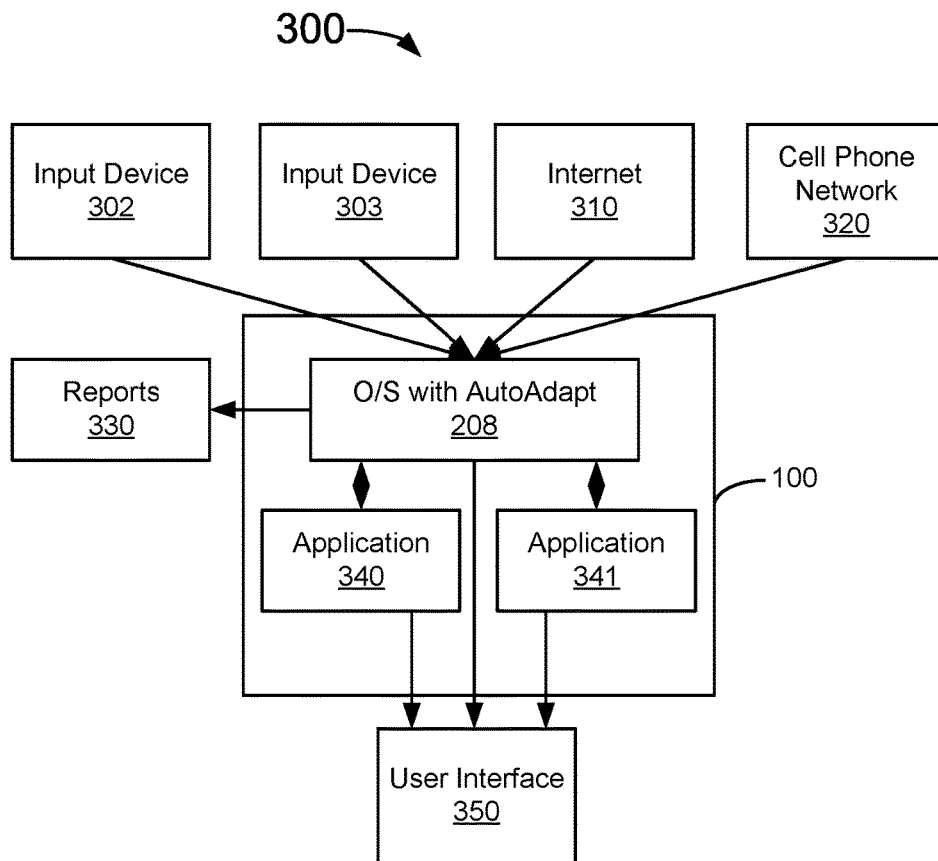 300
Input Device
302
Input Device
303
Internet
310
Cell Phone
Network
320
Reports
330
O/S with AutoAdapt
208
100
Application
340
Application
341
User Interface
350